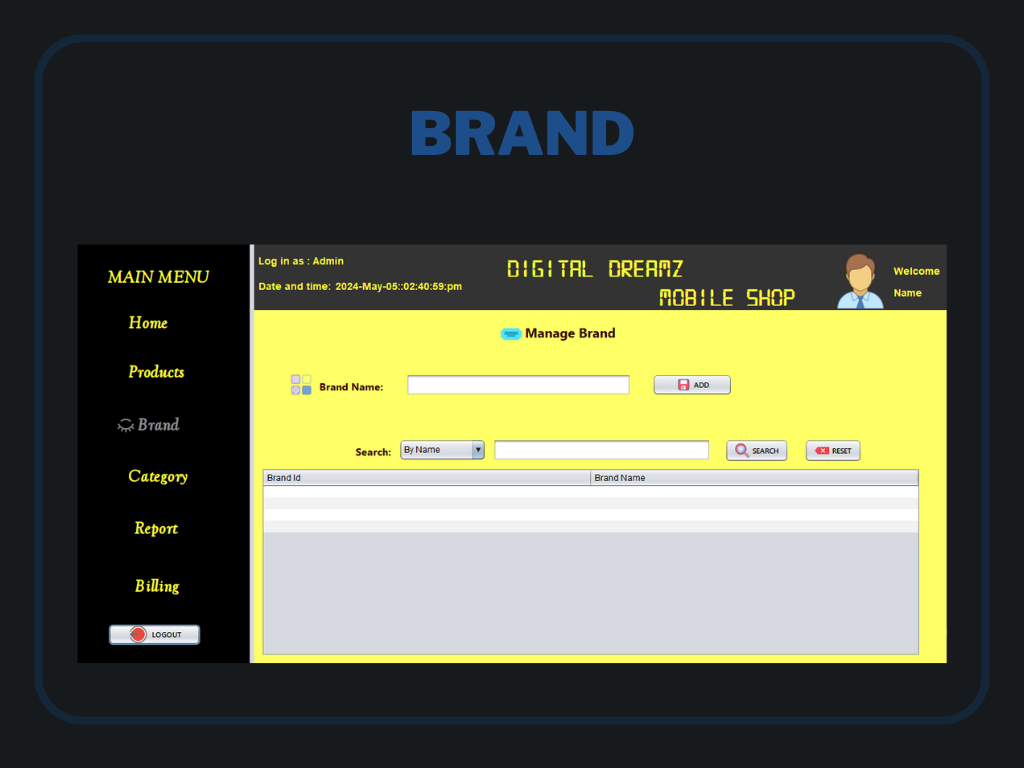 BRAND
MAIN MENU
Home
Products
Brand
Category
Report
Billing
LOGOUT
Log in as : Admin
Date and time: 2024-May-05::02:40:59:pm
DIGITAL DREAMZ
MOBILE SHOP
Welcome
Name
Manage Brand
Brand Name:
ADD
Search: By Name SEARCH RESET
Brand Id Brand Name